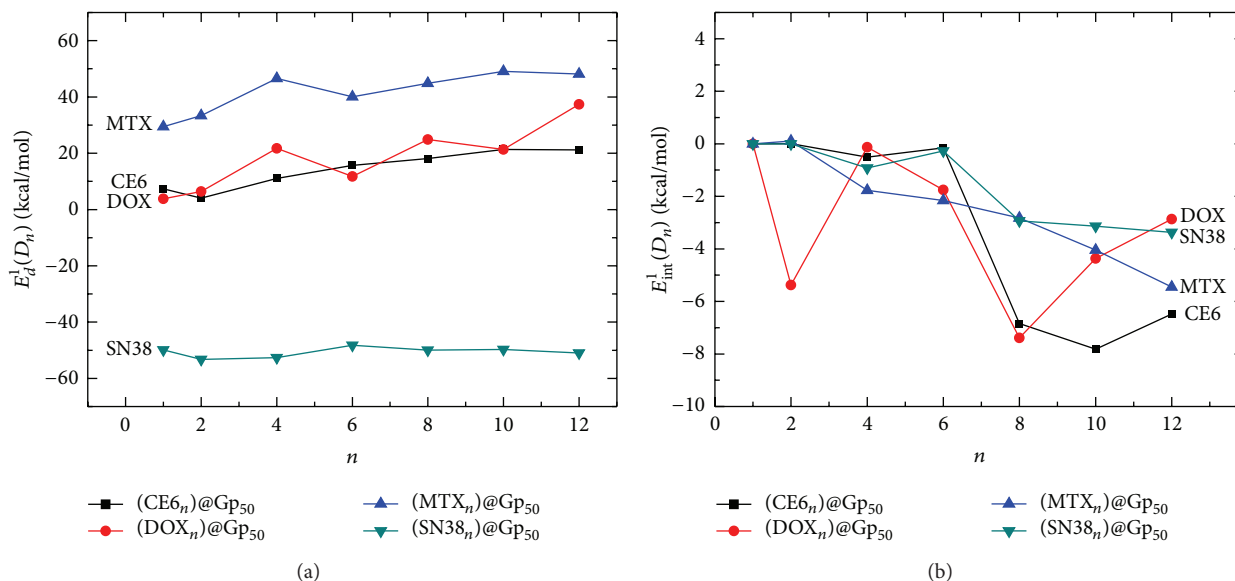 60
40
20
0
−20
−40
−60
E_d^1(D_n) (kcal/mol)
MTX
CE6
DOX
SN38
0 2 4 6 8 10 12
n
(CE6_n)@Gp_50
(DOX_n)@Gp_50
(MTX_n)@Gp_50
(SN38_n)@Gp_50
(a)
4
2
0
−2
−4
−6
−8
−10
E_int^1(D_n) (kcal/mol)
DOX
SN38
MTX
CE6
0 2 4 6 8 10 12
n
(CE6_n)@Gp_50
(DOX_n)@Gp_50
(MTX_n)@Gp_50
(SN38_n)@Gp_50
(b)